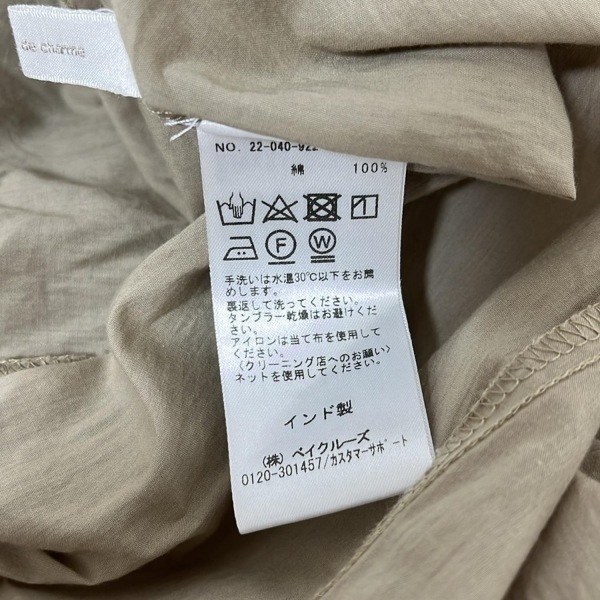 de charme
NO. 22-040-922
綿 100%
F W
手洗いは水温30℃以下をお薦
めします。
裏返して洗ってください。
タンブラー乾燥はお避けくだ
さい。
アイロンは当て布を使用して
ください。
〈クリーニング店へのお願い〉
ネットを使用してください。
インド製
(株) ベイクルーズ
0120-301457/カスタマーサポート